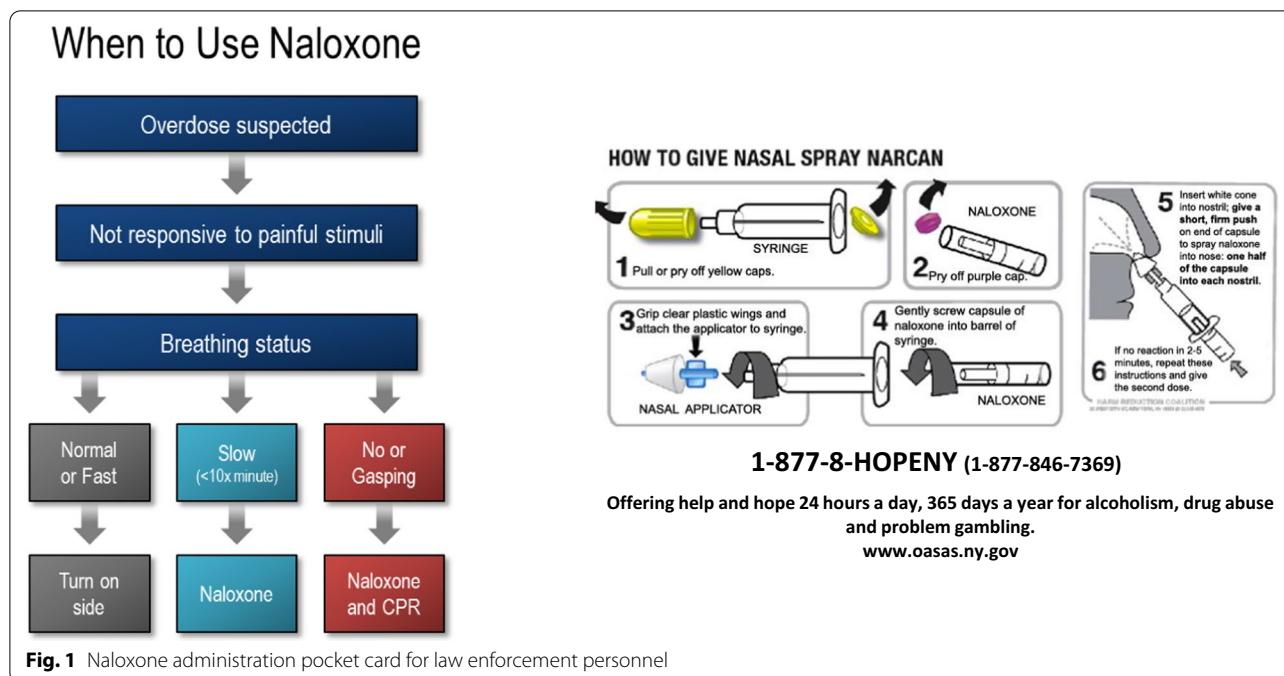 When to Use Naloxone
Overdose suspected
Not responsive to painful stimuli
Breathing status
Normal
or Fast
Slow
(<10x minute)
No or
Gasping
Turn on
side
Naloxone
Naloxone
and CPR
HOW TO GIVE NASAL SPRAY NARCAN
SYRINGE
1 Pull or pry off yellow caps.
NALOXONE
2 Pry off purple cap.
3 Grip clear plastic wings and
attach the applicator to syringe.
NASAL APPLICATOR
4 Gently screw capsule of
naloxone into barrel of
syringe.
NALOXONE
5 Insert white cone
into nostril; give a
short, firm push
on end of capsule
to spray naloxone
into nose: one half
of the capsule
into each nostril.
6 If no reaction in 2-5
minutes, repeat these
instructions and give
the second dose.
HARM REDUCTION COALITION
1-877-8-HOPENY (1-877-846-7369)
Offering help and hope 24 hours a day, 365 days a year for alcoholism, drug abuse
and problem gambling.
www.oasas.ny.gov
Fig. 1 Naloxone administration pocket card for law enforcement personnel